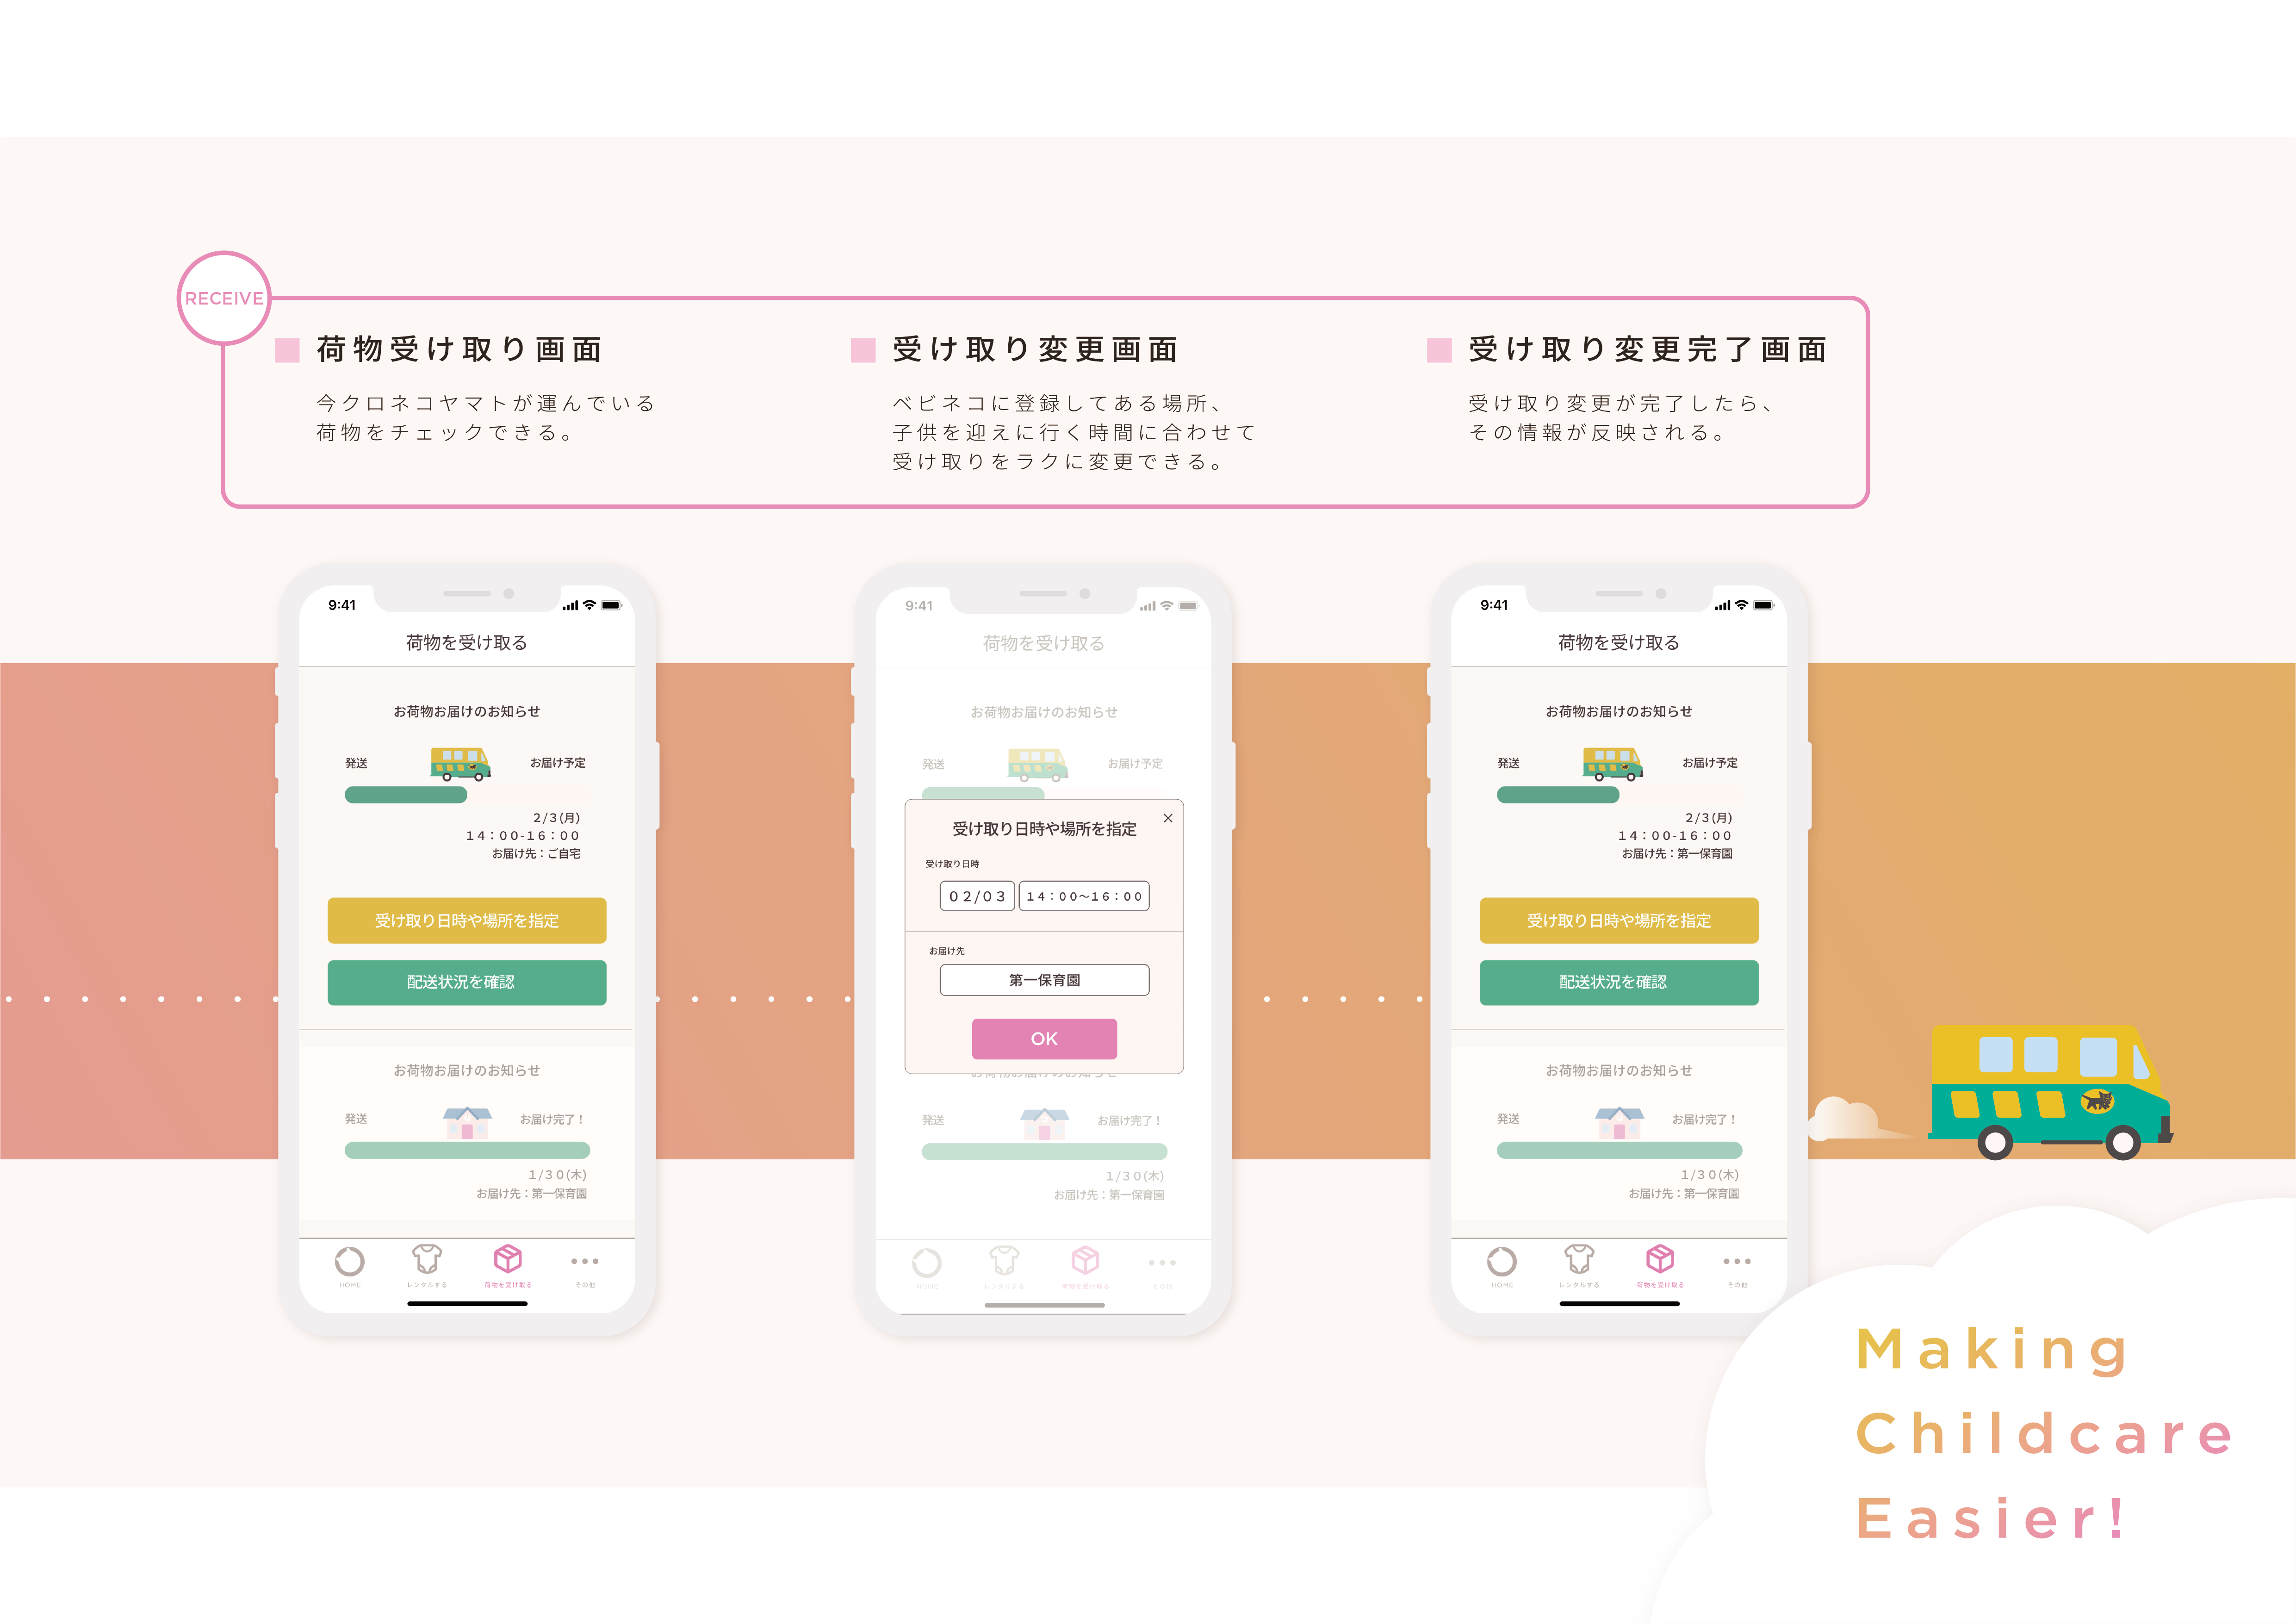 RECEIVE
荷物受け取り画面
今クロネコヤマトが運んでいる
荷物をチェックできる。
受け取り変更画面
ベビネコに登録してある場所、
子供を迎えに行く時間に合わせて
受け取りをラクに変更できる。
受け取り変更完了画面
受け取り変更が完了したら、
その情報が反映される。
9:41
荷物を受け取る
お荷物お届けのお知らせ
発送
お届け予定
2/3(月)
14:00-16:00
お届け先：ご自宅
受け取り日時や場所を指定
配送状況を確認
お荷物お届けのお知らせ
発送
お届け完了！
1/30(木)
お届け先：第一保育園
HOME
レンタルする
荷物を受け取る
その他
9:41
荷物を受け取る
お荷物お届けのお知らせ
発送
お届け予定
受け取り日時や場所を指定
×
受け取り日時
02/03
14:00〜16:00
お届け先
第一保育園
OK
お荷物お届けのお知らせ
発送
お届け完了！
1/30(木)
お届け先：第一保育園
HOME
レンタルする
荷物を受け取る
その他
9:41
荷物を受け取る
お荷物お届けのお知らせ
発送
お届け予定
2/3(月)
14:00-16:00
お届け先：第一保育園
受け取り日時や場所を指定
配送状況を確認
お荷物お届けのお知らせ
発送
お届け完了！
1/30(木)
お届け先：第一保育園
HOME
レンタルする
荷物を受け取る
その他
Making
Childcare
Easier!